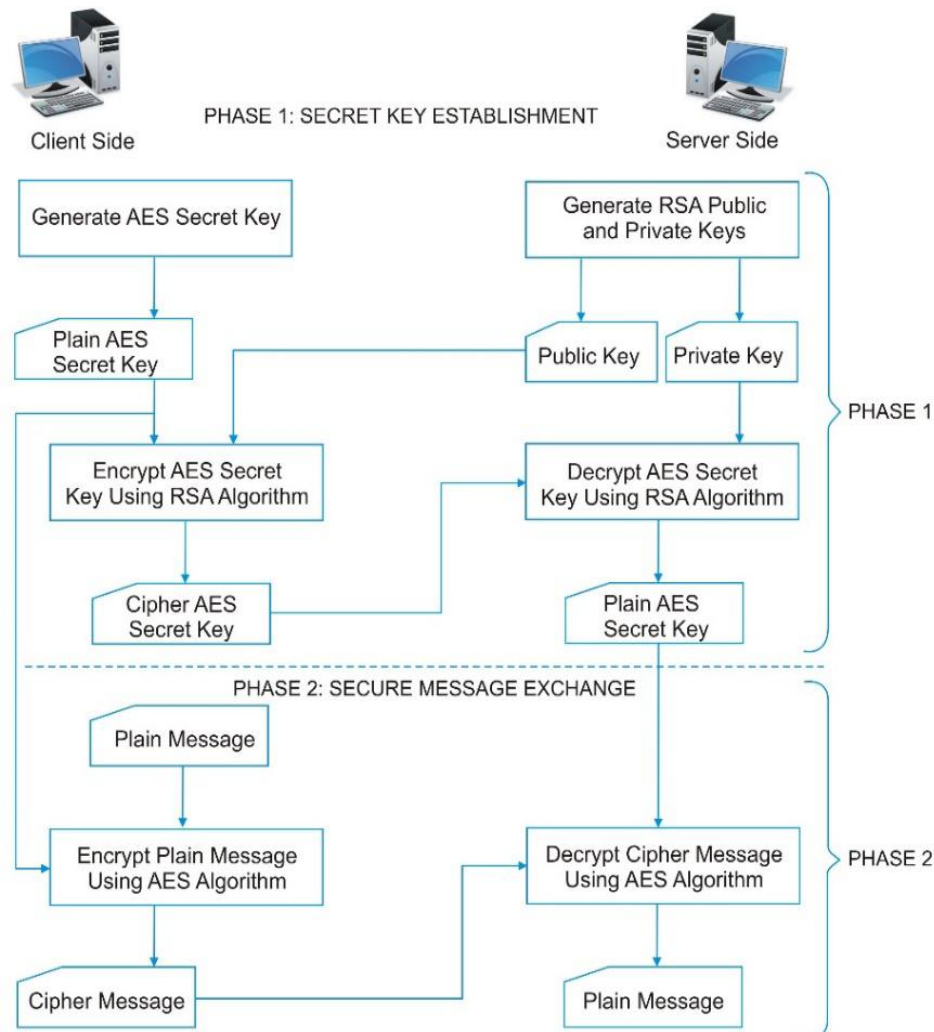 Client Side
PHASE 1: SECRET KEY ESTABLISHMENT
Server Side
Generate AES Secret Key
Generate RSA Public
and Private Keys
Plain AES
Secret Key
Public Key
Private Key
PHASE 1
Encrypt AES Secret
Key Using RSA Algorithm
Decrypt AES Secret
Key Using RSA Algorithm
Cipher AES
Secret Key
Plain AES
Secret Key
PHASE 2: SECURE MESSAGE EXCHANGE
Plain Message
Encrypt Plain Message
Using AES Algorithm
Decrypt Cipher Message
Using AES Algorithm
PHASE 2
Cipher Message
Plain Message